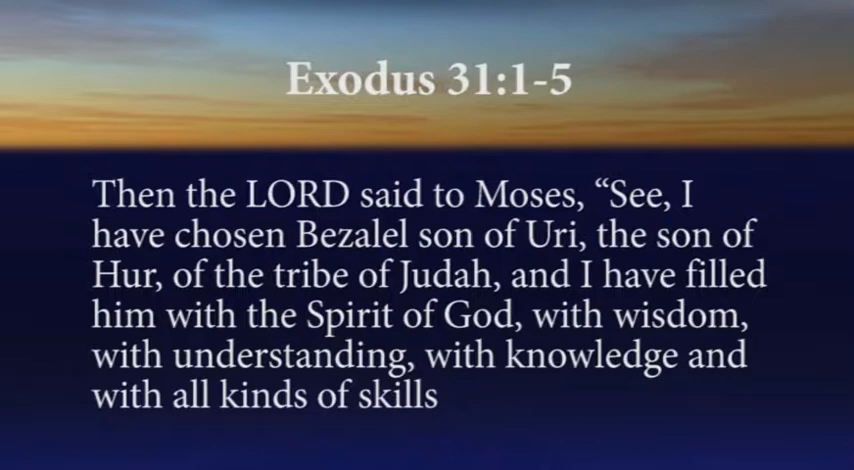 Exodus 31:1-5
Then the LORD said to Moses, “See, I
have chosen Bezalel son of Uri, the son of
Hur, of the tribe of Judah, and I have filled
him with the Spirit of God, with wisdom,
with understanding, with knowledge and
with all kinds of skills